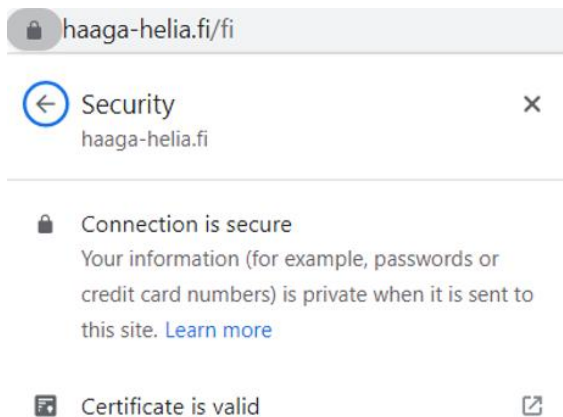 haaga-helia.fi/fi
Security
haaga-helia.fi
Connection is secure
Your information (for example, passwords or
credit card numbers) is private when it is sent to
this site. Learn more
Certificate is valid